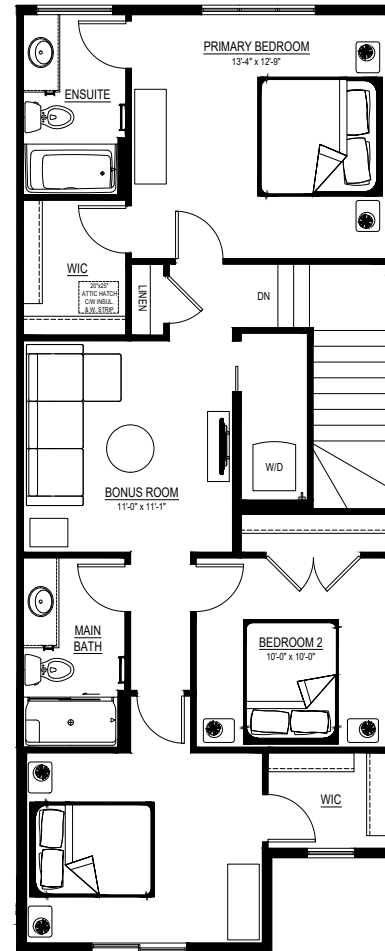 PRIMARY BEDROOM
13'-4" x 12'-9"
ENSUITE
WIC
20"x25"
ATTIC HATCH
C/W INSUL.
& W. STRIP
LINEN
DN
W/D
BONUS ROOM
11'-0" x 11'-1"
MAIN
BATH
BEDROOM 2
10'-0" x 10'-0"
WIC